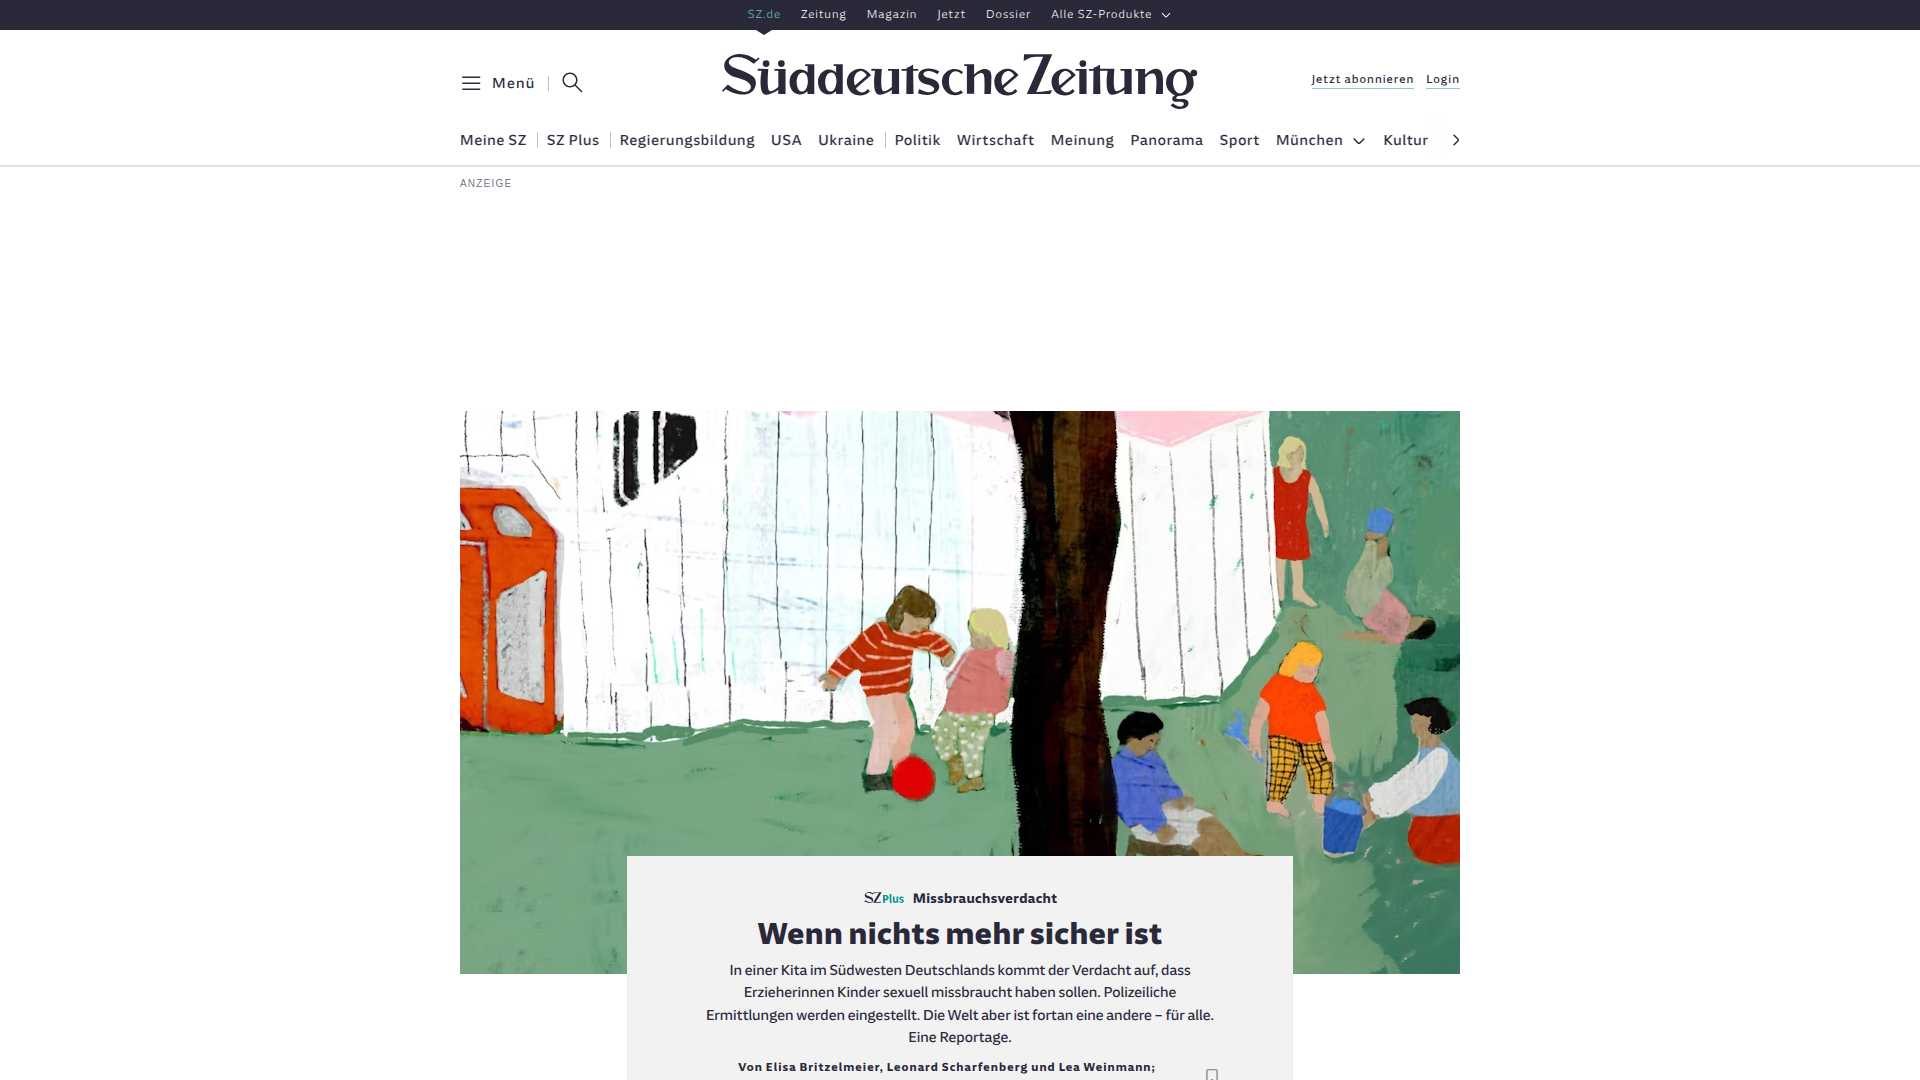 SZ.de Zeitung Magazin Jetzt Dossier Alle SZ-Produkte
Menü
Süddeutsche Zeitung
Jetzt abonnieren Login
Meine SZ SZ Plus Regierungsbildung USA Ukraine Politik Wirtschaft Meinung Panorama Sport München Kultur
ANZEIGE
SZ Plus Missbrauchsverdacht
Wenn nichts mehr sicher ist
In einer Kita im Südwesten Deutschlands kommt der Verdacht auf, dass
Erzieherinnen Kinder sexuell missbraucht haben sollen. Polizeiliche
Ermittlungen werden eingestellt. Die Welt aber ist fortan eine andere – für alle.
Eine Reportage.
Von Elisa Britzelmeier, Leonard Scharfenberg und Lea Weinmann;